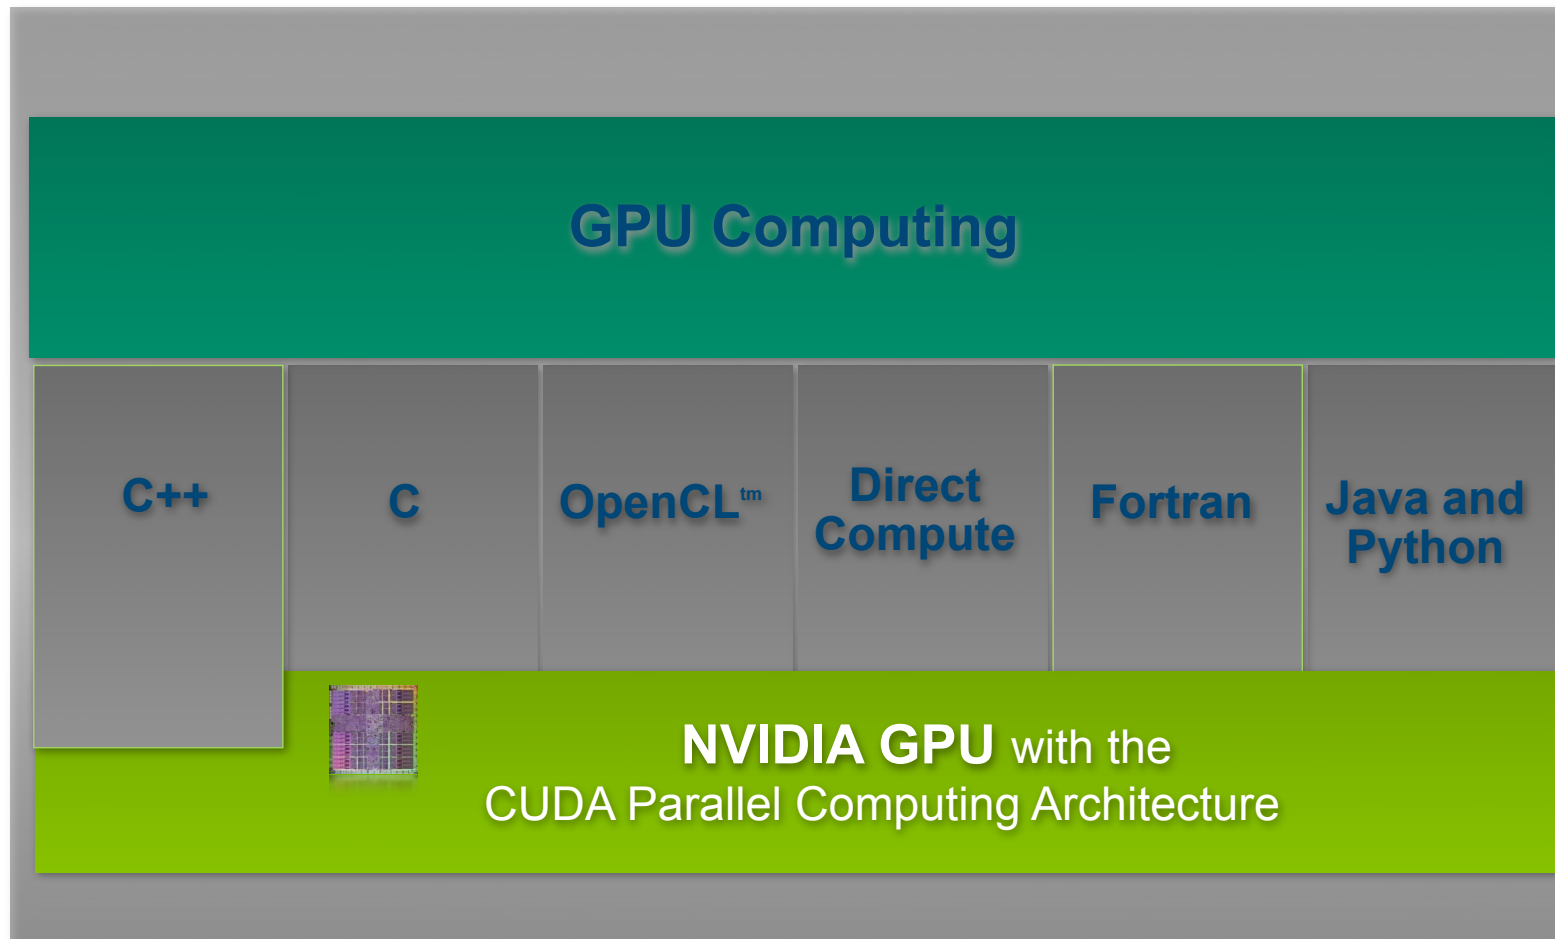 GPU Computing
C++
C
OpenCL™
Direct
Compute
Fortran
Java and
Python
NVIDIA GPU with the
CUDA Parallel Computing Architecture